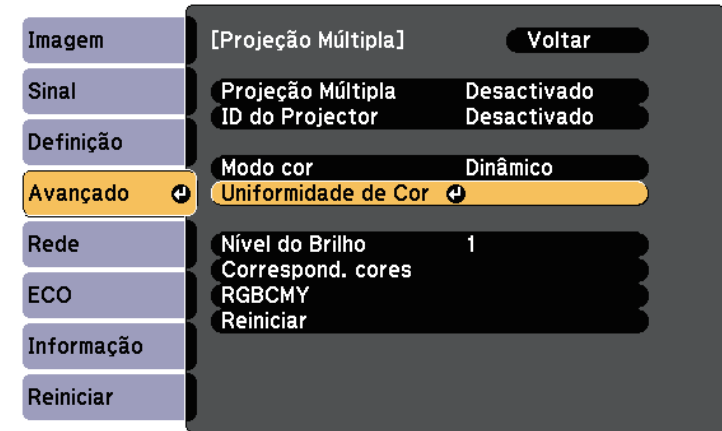 Imagem
Sinal
Definição
Avançado
Rede
ECO
Informação
Reiniciar
[Projeção Múltipla] Voltar
Projeção Múltipla Desactivado
ID do Projector Desactivado
Modo cor Dinâmico
Uniformidade de Cor
Nível do Brilho 1
Correspond. cores
RGBCMY
Reiniciar